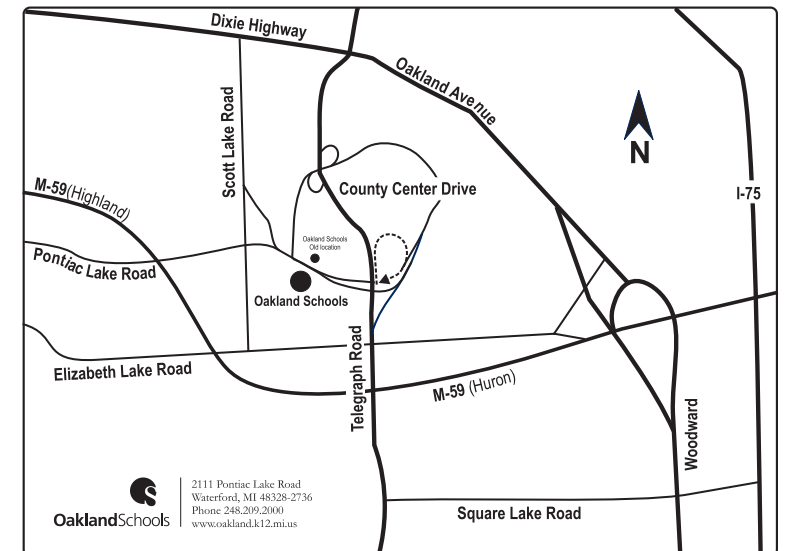 Dixie Highway
Oakland Avenue
Scott Lake Road
N
M-59(Highland)
County Center Drive
I-75
Oakland Schools
Old location
Pontiac Lake Road
Oakland Schools
Elizabeth Lake Road
Telegraph Road
M-59 (Huron)
Woodward
2111 Pontiac Lake Road
Waterford, MI 48328-2736
Phone 248.209.2000
www.oakland.k12.mi.us
OaklandSchools
Square Lake Road